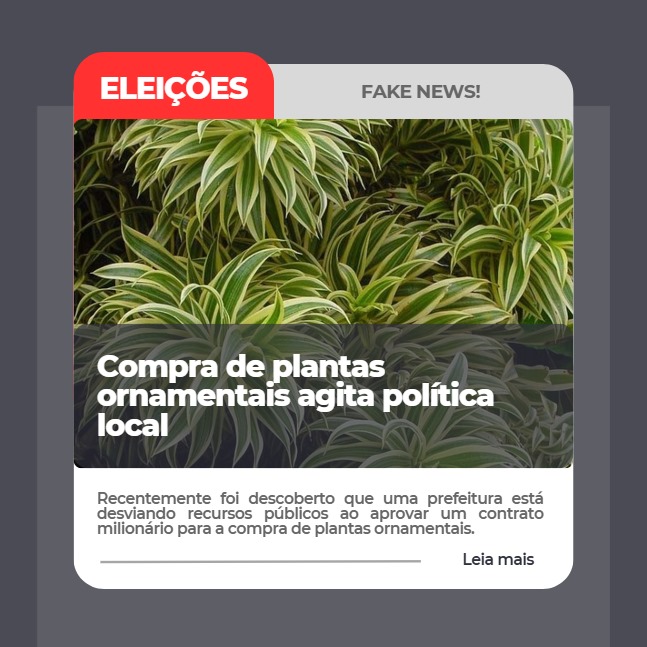 ELEIÇÕES
FAKE NEWS!
Compra de plantas
ornamentais agita política
local
Recentemente foi descoberto que uma prefeitura está
desviando recursos públicos ao aprovar um contrato
milionário para a compra de plantas ornamentais.
Leia mais